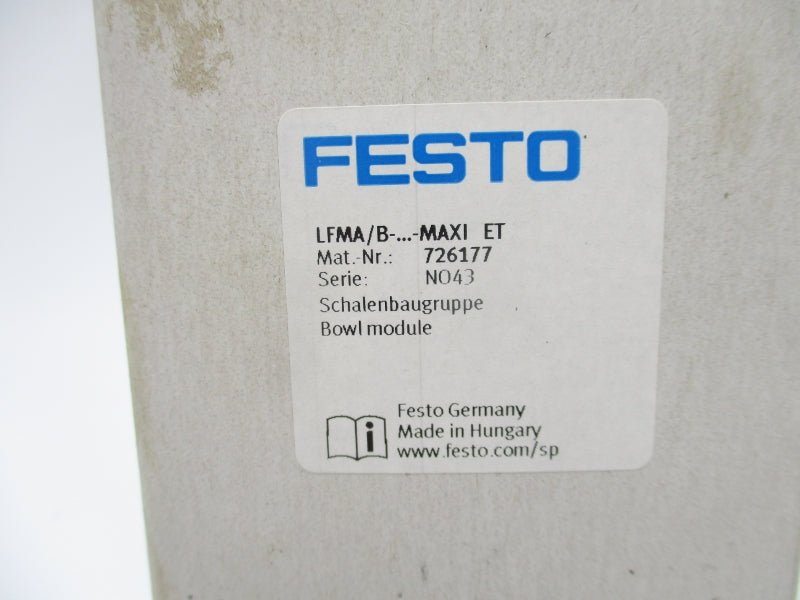 FESTO
LFMA/B-...-MAXI ET
Mat.-Nr.: 726177
Serie: N043
Schalenbaugruppe
Bowl module
Festo Germany
Made in Hungary
www.festo.com/sp